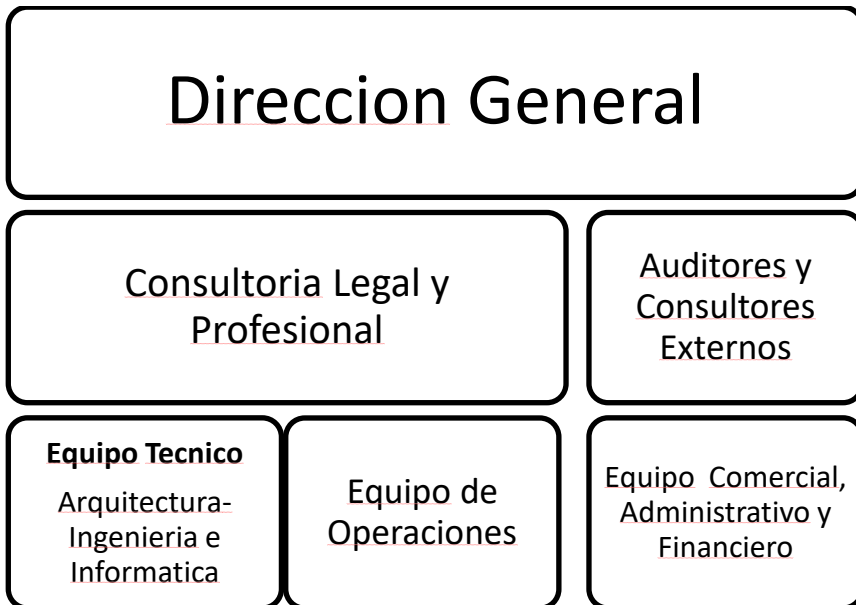 Direccion General
Consultoria Legal y
Profesional
Auditores y
Consultores
Externos
Equipo Tecnico
Arquitectura-
Ingenieria e
Informatica
Equipo de
Operaciones
Equipo Comercial,
Administrativo y
Financiero